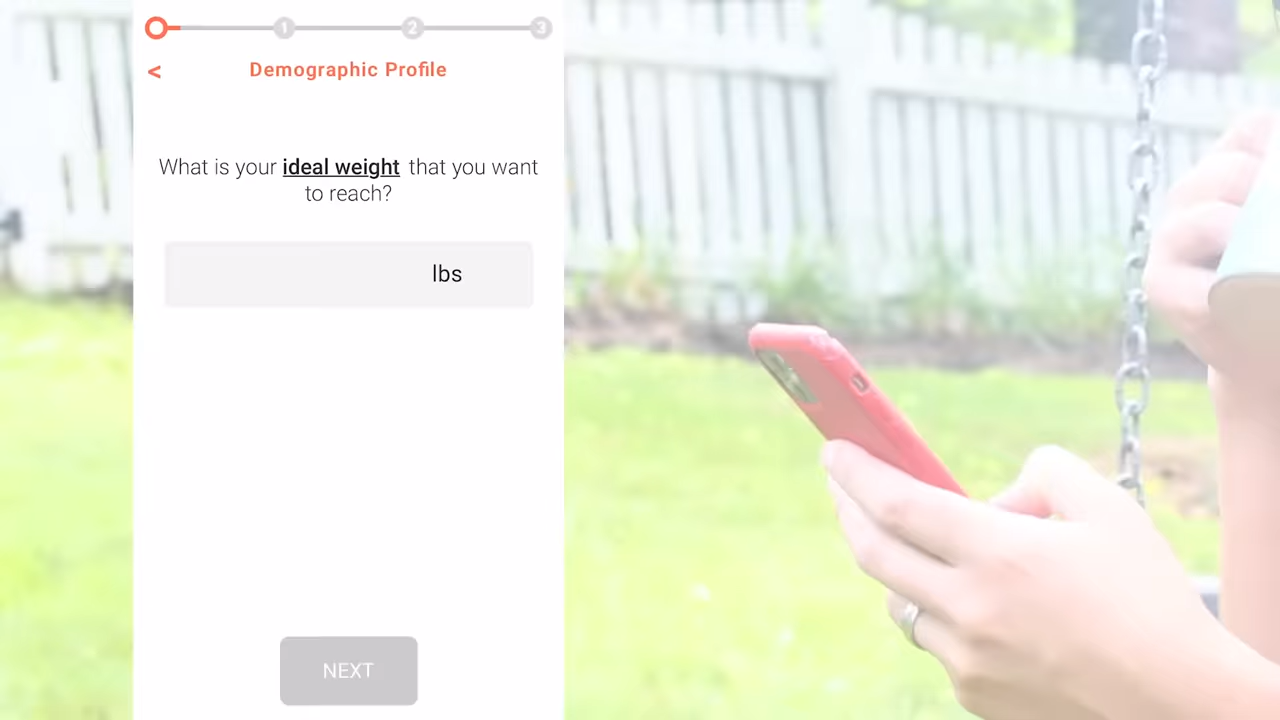 1 2 3
< Demographic Profile
What is your ideal weight that you want
to reach?
lbs
NEXT